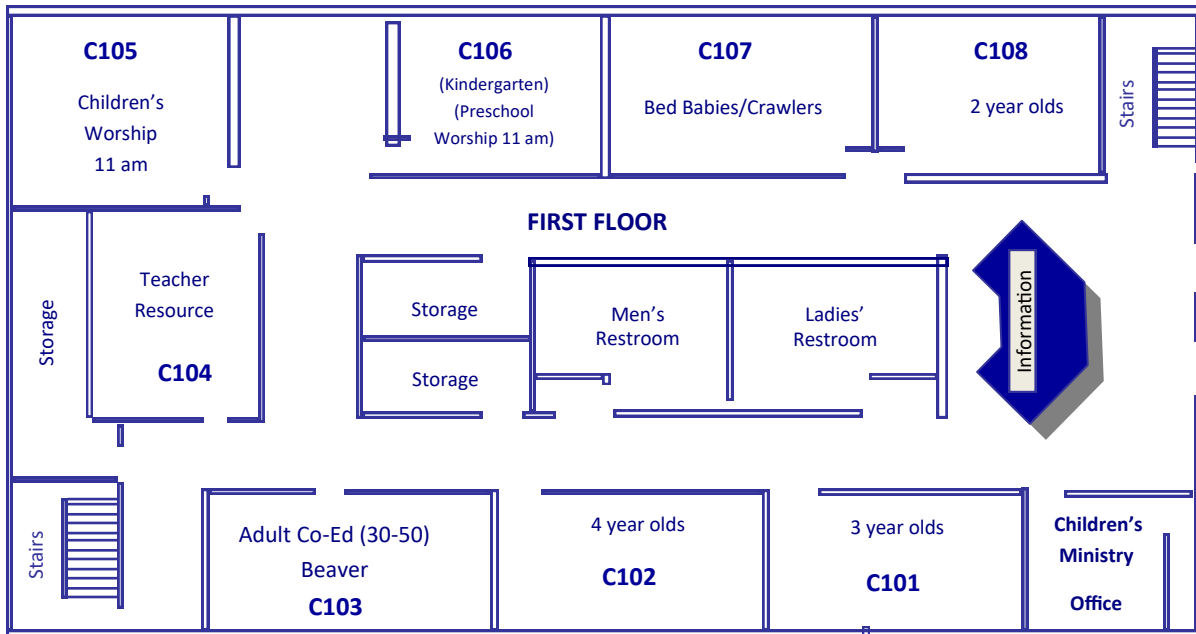 C105
Children's
Worship
11 am
C106
(Kindergarten)
(Preschool
Worship 11 am)
C107
Bed Babies/Crawlers
C108
2 year olds
Stairs
FIRST FLOOR
Storage
Teacher
Resource
C104
Storage
Storage
Men's
Restroom
Ladies'
Restroom
Information
Stairs
Adult Co-Ed (30-50)
Beaver
C103
4 year olds
C102
3 year olds
C101
Children's
Ministry
Office